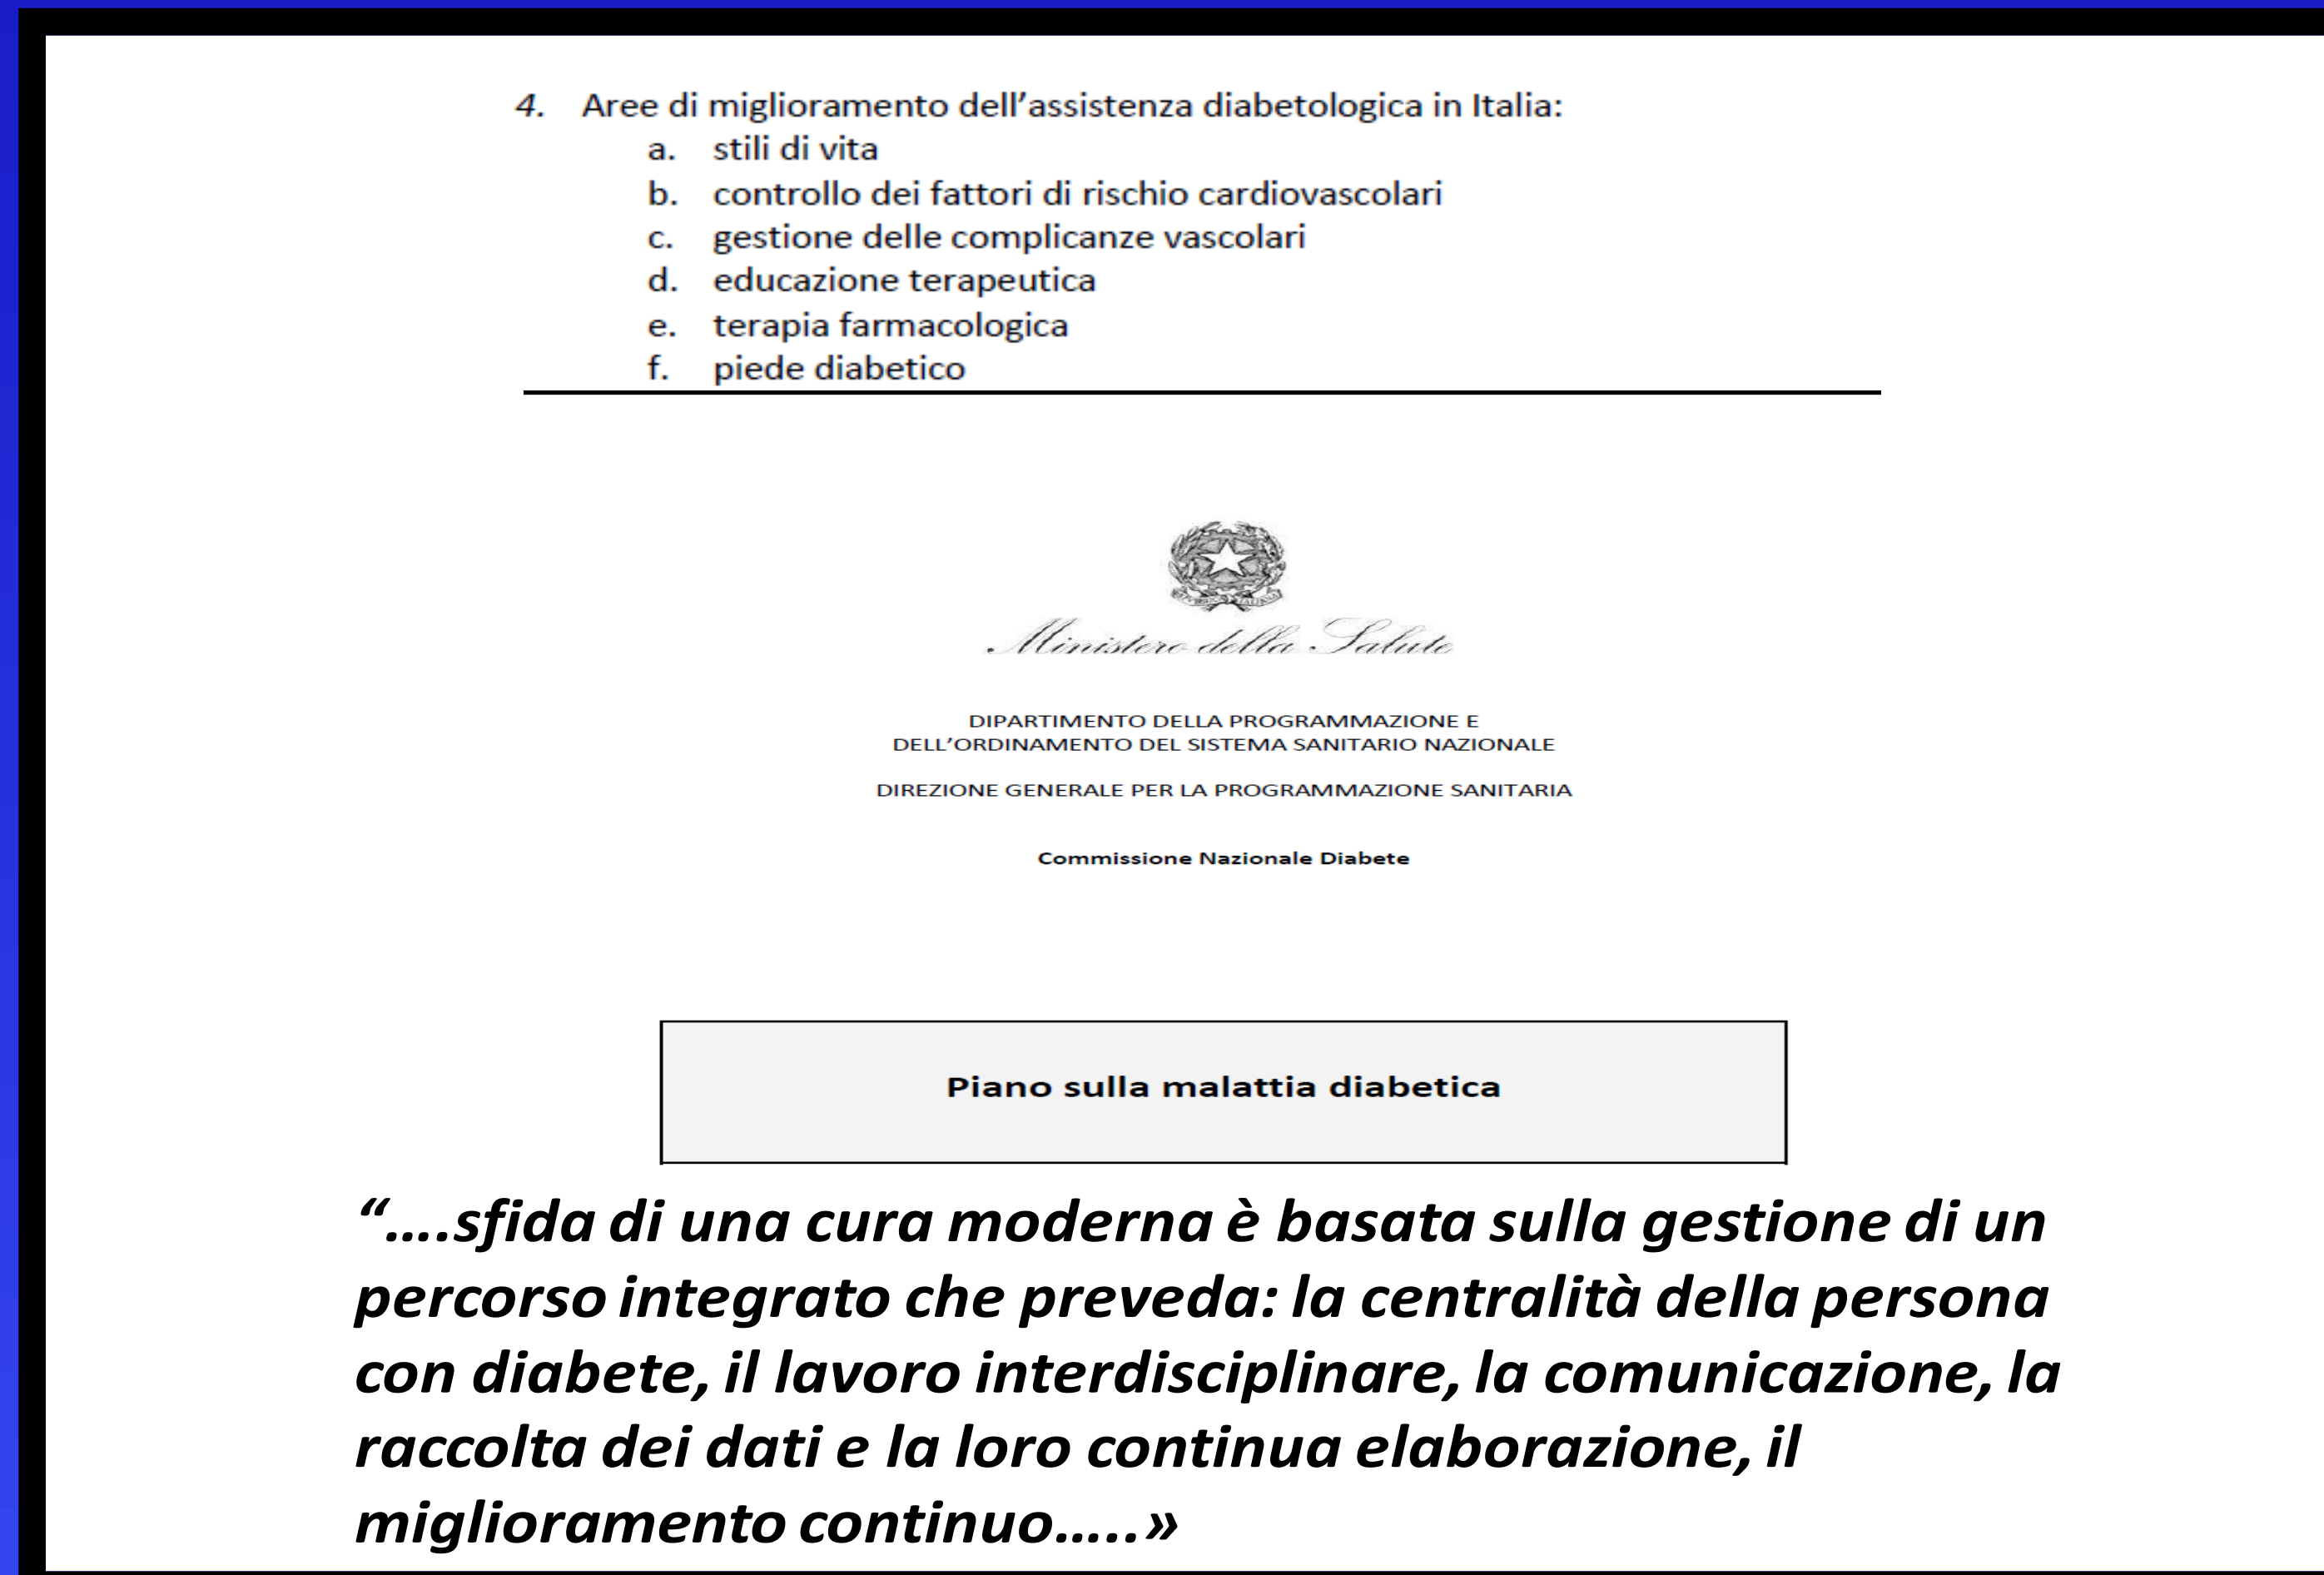 4. Aree di miglioramento dell’assistenza diabetologica in Italia:
a. stili di vita
b. controllo dei fattori di rischio cardiovascolari
c. gestione delle complicanze vascolari
d. educazione terapeutica
e. terapia farmacologica
f. piede diabetico
Ministero della Salute
DIPARTIMENTO DELLA PROGRAMMAZIONE E
DELL’ORDINAMENTO DEL SISTEMA SANITARIO NAZIONALE
DIREZIONE GENERALE PER LA PROGRAMMAZIONE SANITARIA
Commissione Nazionale Diabete
Piano sulla malattia diabetica
“….sfida di una cura moderna è basata sulla gestione di un
percorso integrato che preveda: la centralità della persona
con diabete, il lavoro interdisciplinare, la comunicazione, la
raccolta dei dati e la loro continua elaborazione, il
miglioramento continuo…..»